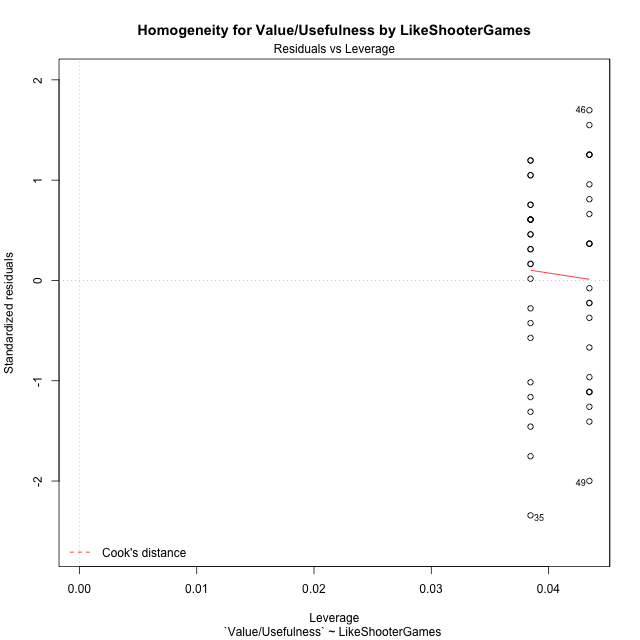 Homogeneity for Value/Usefulness by LikeShooterGames
Residuals vs Leverage
Standardized residuals
2
1
0
-1
-2
46
49
35
Cook's distance
0.00 0.01 0.02 0.03 0.04
Leverage
`Value/Usefulness` ~ LikeShooterGames